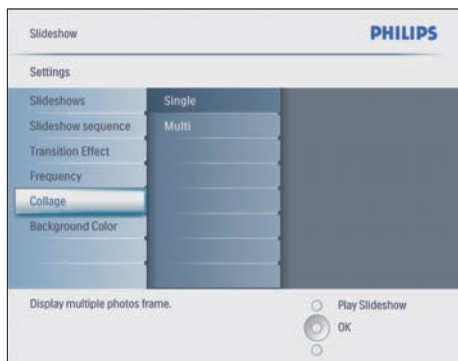 Slideshow
PHILIPS
Settings
Slideshows
Single
Slideshow sequence
Multi
Transition Effect
Frequency
Collage
Background Color
Display multiple photos frame.
Play Slideshow
OK